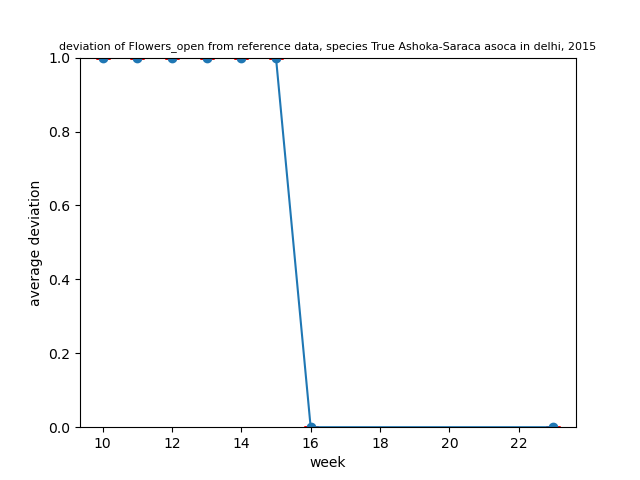 deviation of Flowers_open from reference data, species True Ashoka-Saraca asoca in delhi, 2015
1.0
0.8
0.6
0.4
0.2
0.0
average deviation
10 12 14 16 18 20 22
week